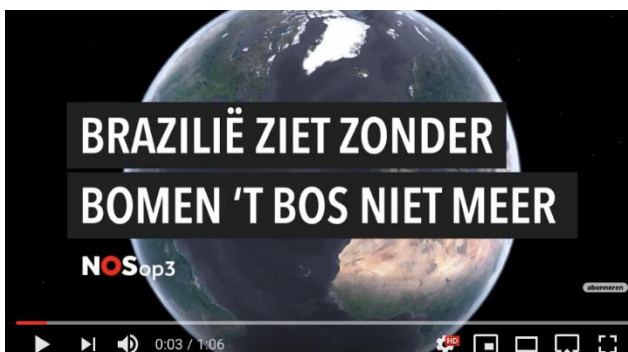 BRAZILIË ZIET ZONDER
BOMEN 'T BOS NIET MEER
NOSop3
abonneren
0:03 / 1:06
HD